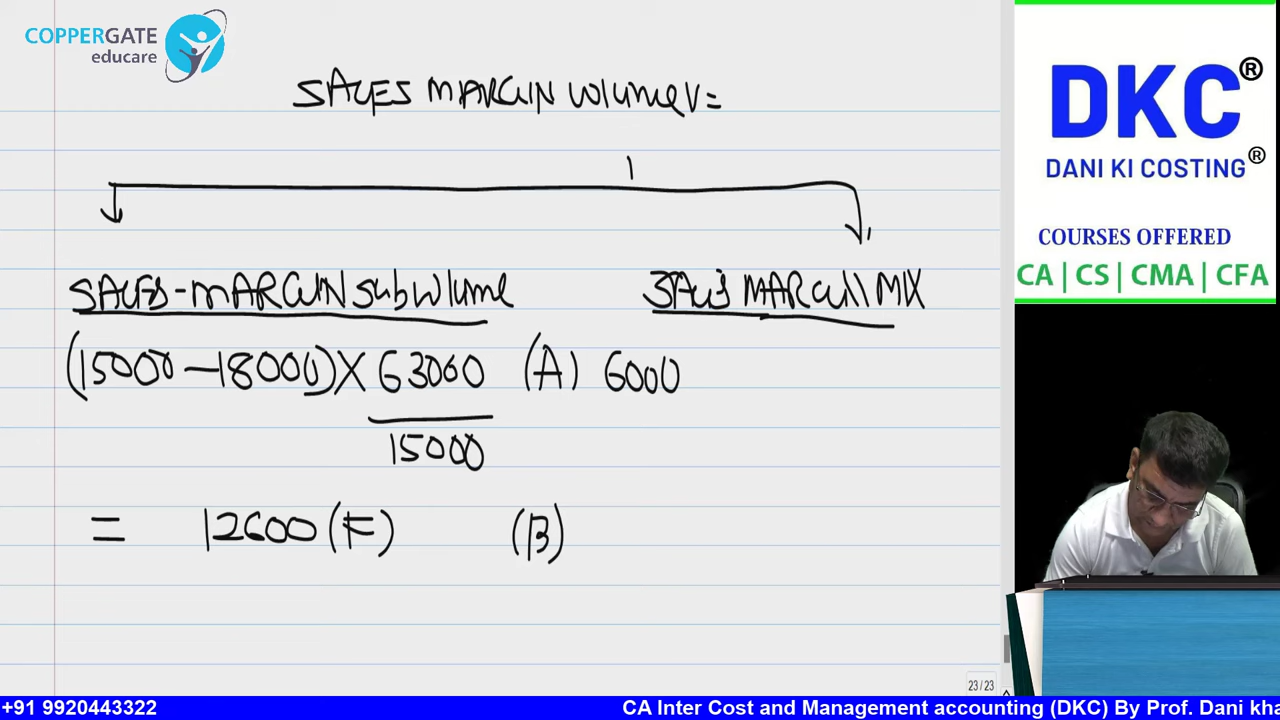 COPPERGATE
educare
SALES MARGIN VOLUME V =
SALES - MARGIN SUB VOLUME
SALES MARGIN MIX
(15000 - 18000) X 63000 (A) 6000
15000
= 12600 (F) (B)
23 / 23
DKC®
DANI KI COSTING®
COURSES OFFERED
CA | CS | CMA | CFA
+91 9920443322 CA Inter Cost and Management accounting (DKC) By Prof. Dani kha